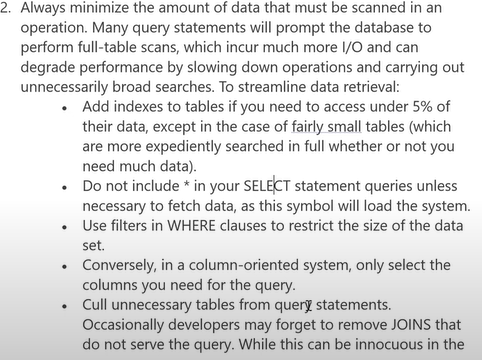 2. Always minimize the amount of data that must be scanned in an
operation. Many query statements will prompt the database to
perform full-table scans, which incur much more I/O and can
degrade performance by slowing down operations and carrying out
unnecessarily broad searches. To streamline data retrieval:
• Add indexes to tables if you need to access under 5% of
their data, except in the case of fairly small tables (which
are more expediently searched in full whether or not you
need much data).
• Do not include * in your SELECT statement queries unless
necessary to fetch data, as this symbol will load the system.
• Use filters in WHERE clauses to restrict the size of the data
set.
• Conversely, in a column-oriented system, only select the
columns you need for the query.
• Cull unnecessary tables from query statements.
Occasionally developers may forget to remove JOINS that
do not serve the query. While this can be innocuous in the